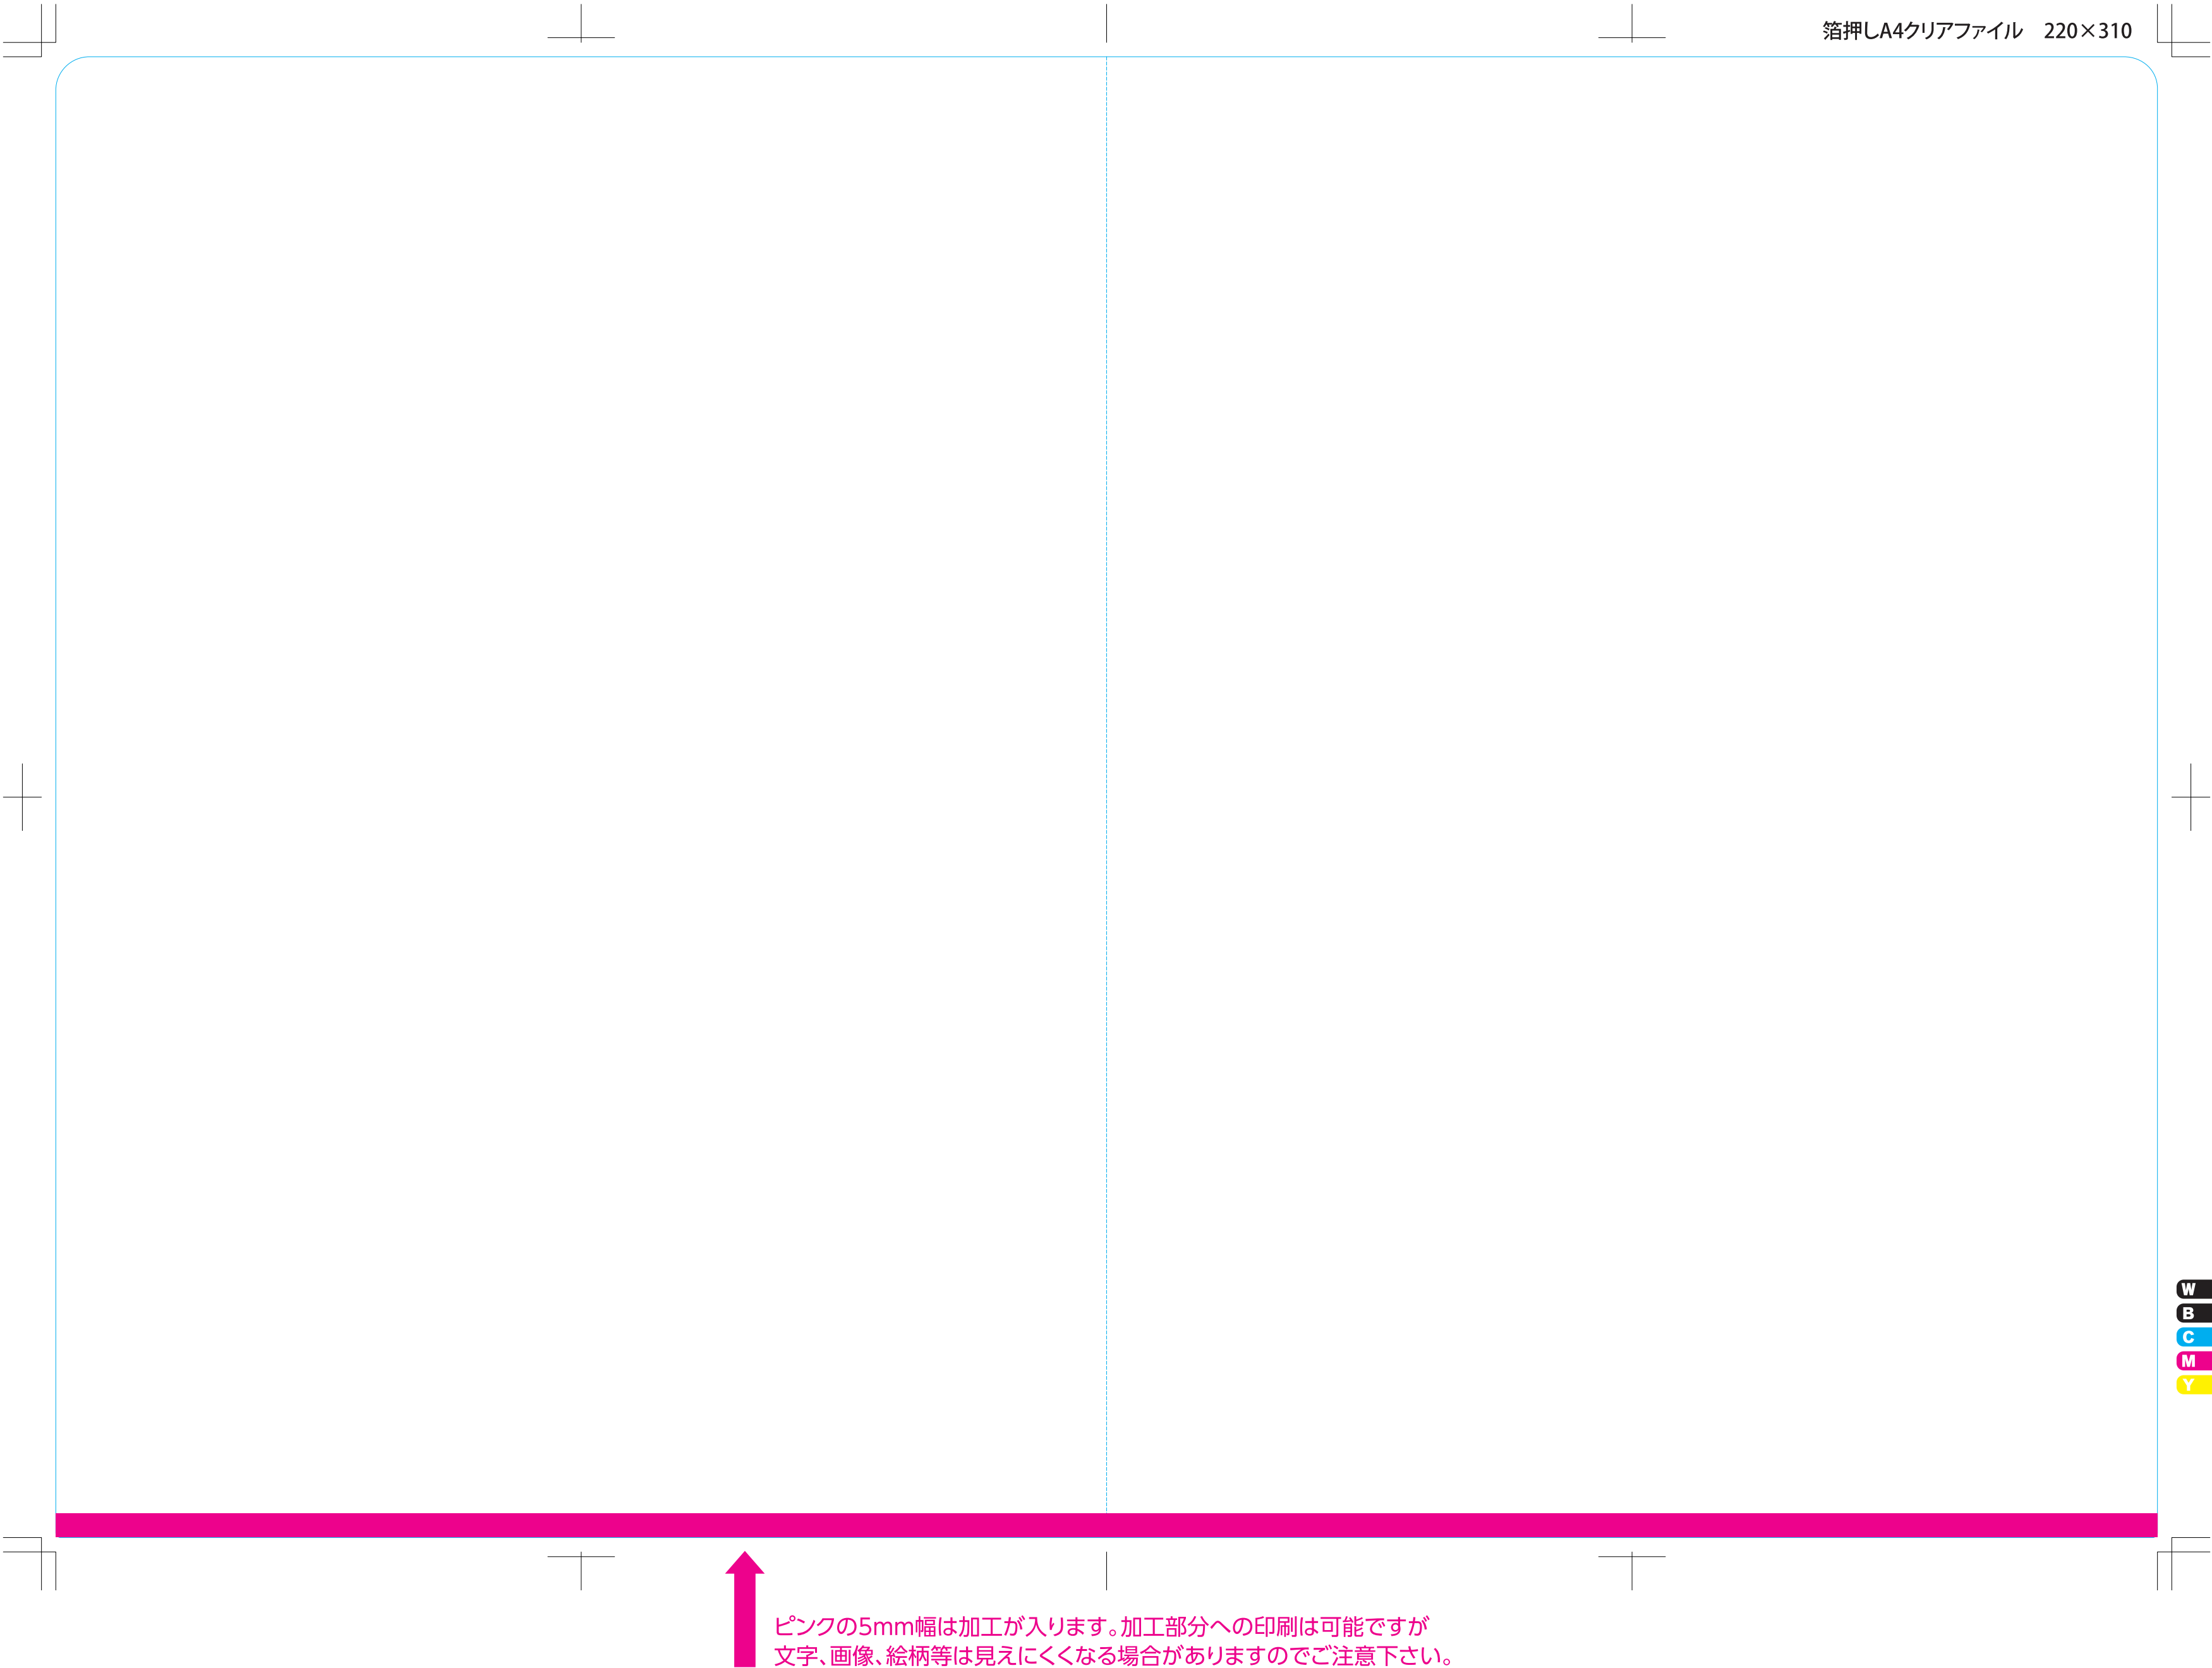 箔押しA4クリアファイル　220×310
W
B
C
M
Y
ピンクの5mm幅は加工が入ります。加工部分への印刷は可能ですが
文字、画像、絵柄等は見えにくくなる場合がありますのでご注意下さい。